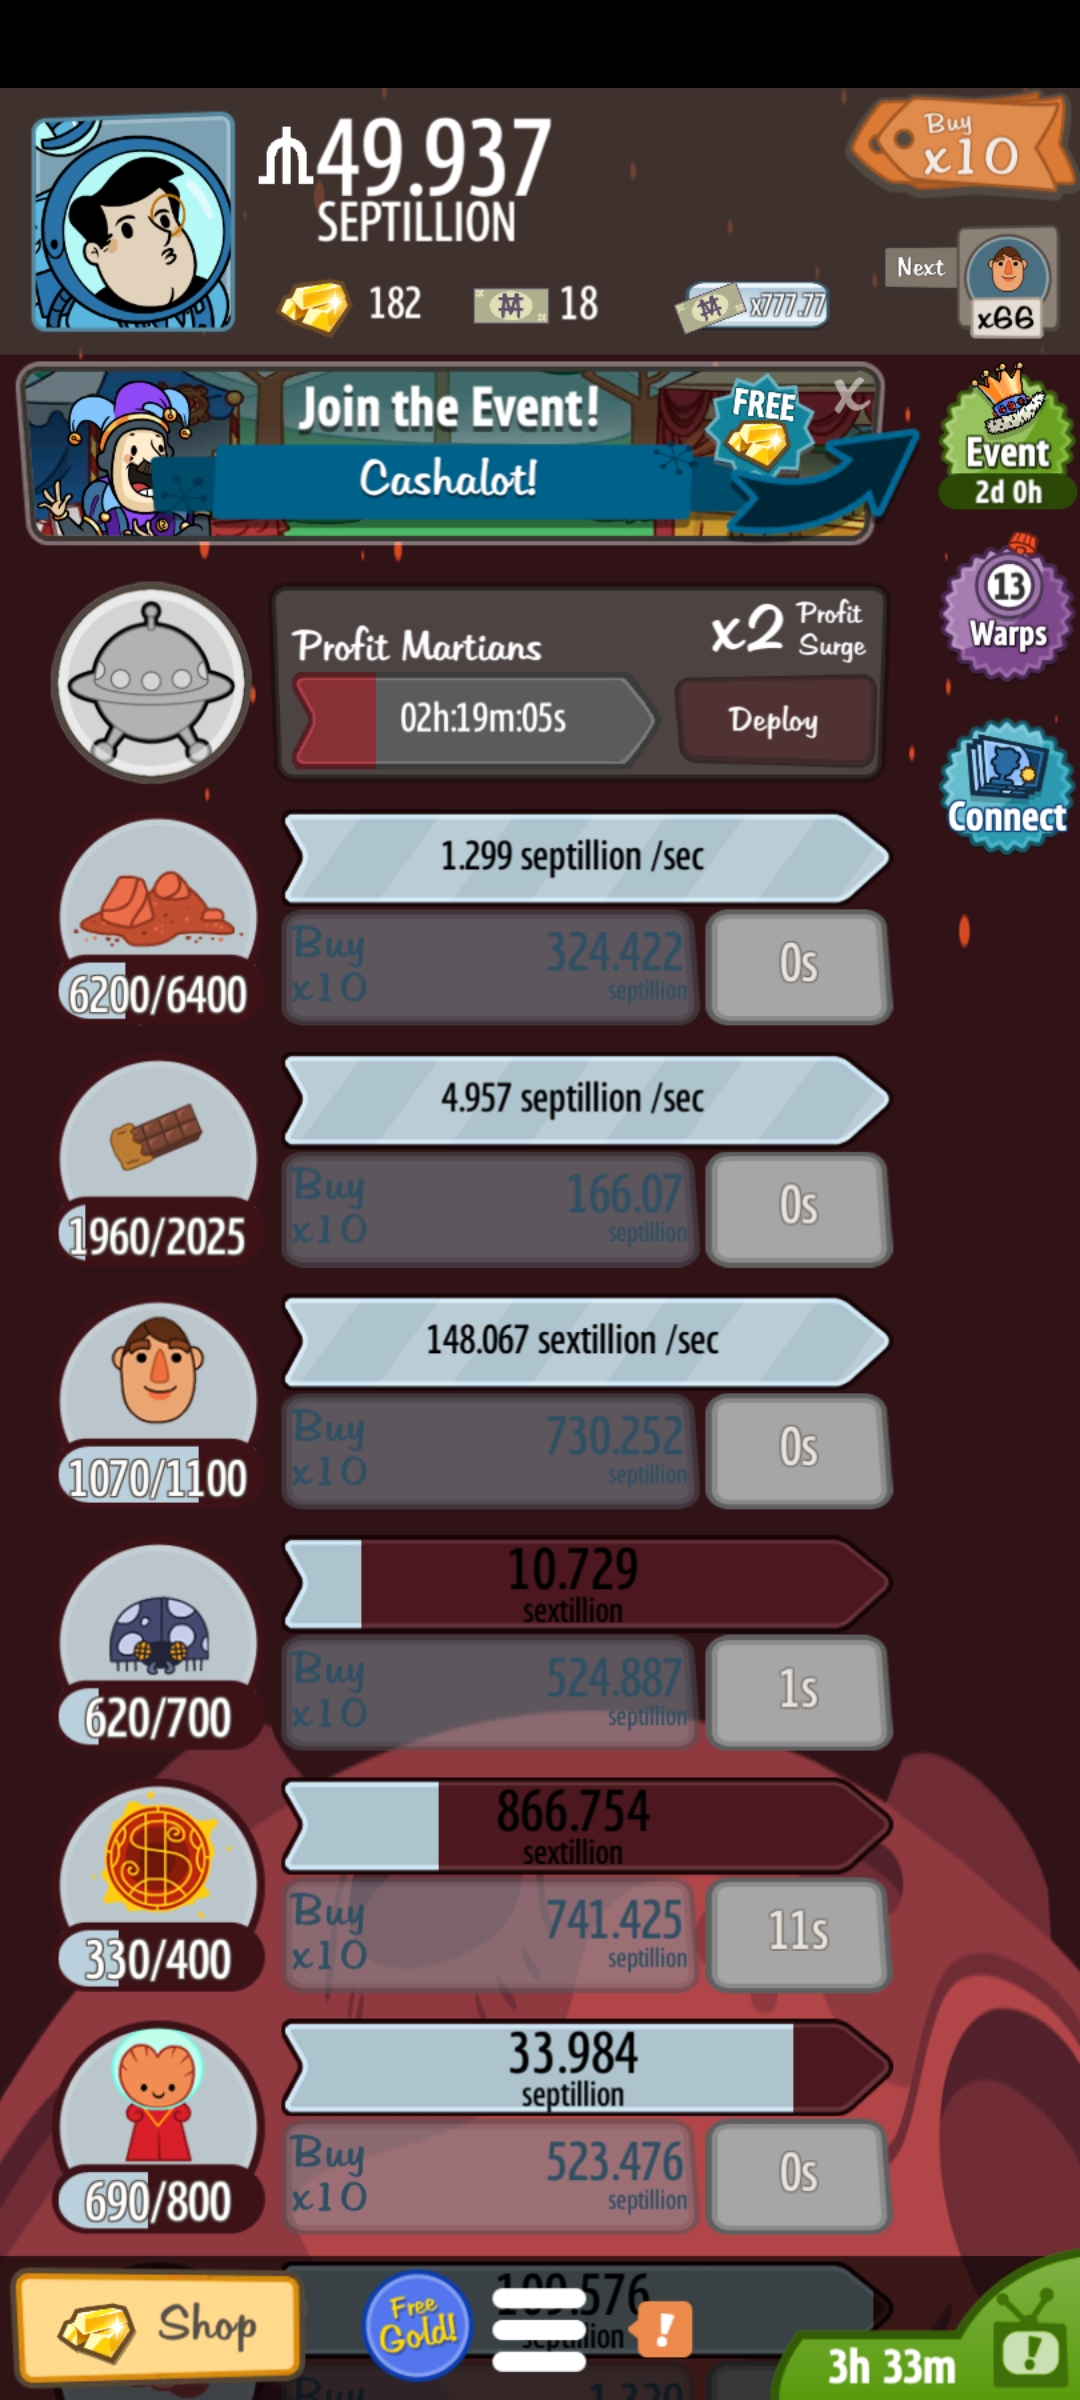 49.937
SEPTILLION
Buy
x10
182
18
x777.77
Next
x66
Join the Event!
FREE
X
Cashalot!
Event
2d 0h
13
Warps
Connect
Profit Martians
x2 Profit
Surge
02h:19m:05s
Deploy
1.299 septillion /sec
Buy
x10
324.422
septillion
0s
6200/6400
4.957 septillion /sec
Buy
x10
166.07
septillion
0s
1960/2025
148.067 sextillion /sec
Buy
x10
730.252
septillion
0s
1070/1100
10.729
sextillion
Buy
x10
524.887
septillion
1s
620/700
866.754
sextillion
Buy
x10
741.425
septillion
11s
330/400
33.984
septillion
Buy
x10
523.476
septillion
0s
690/800
Shop
Free
Gold!
!
3h 33m
!
Buy